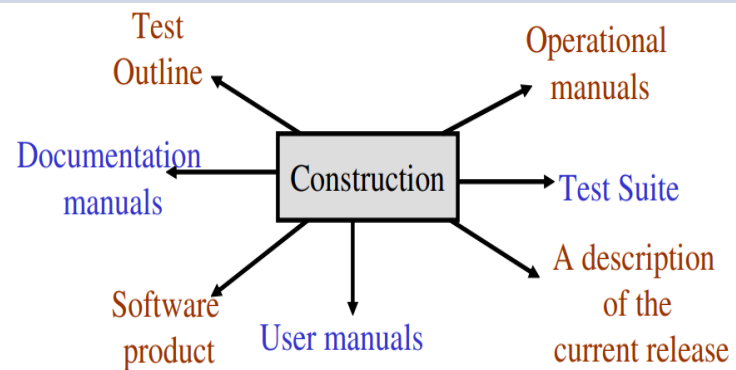 Test
Outline
Operational
manuals
Documentation
manuals
Construction
Test Suite
Software
product
User manuals
A description
of the
current release